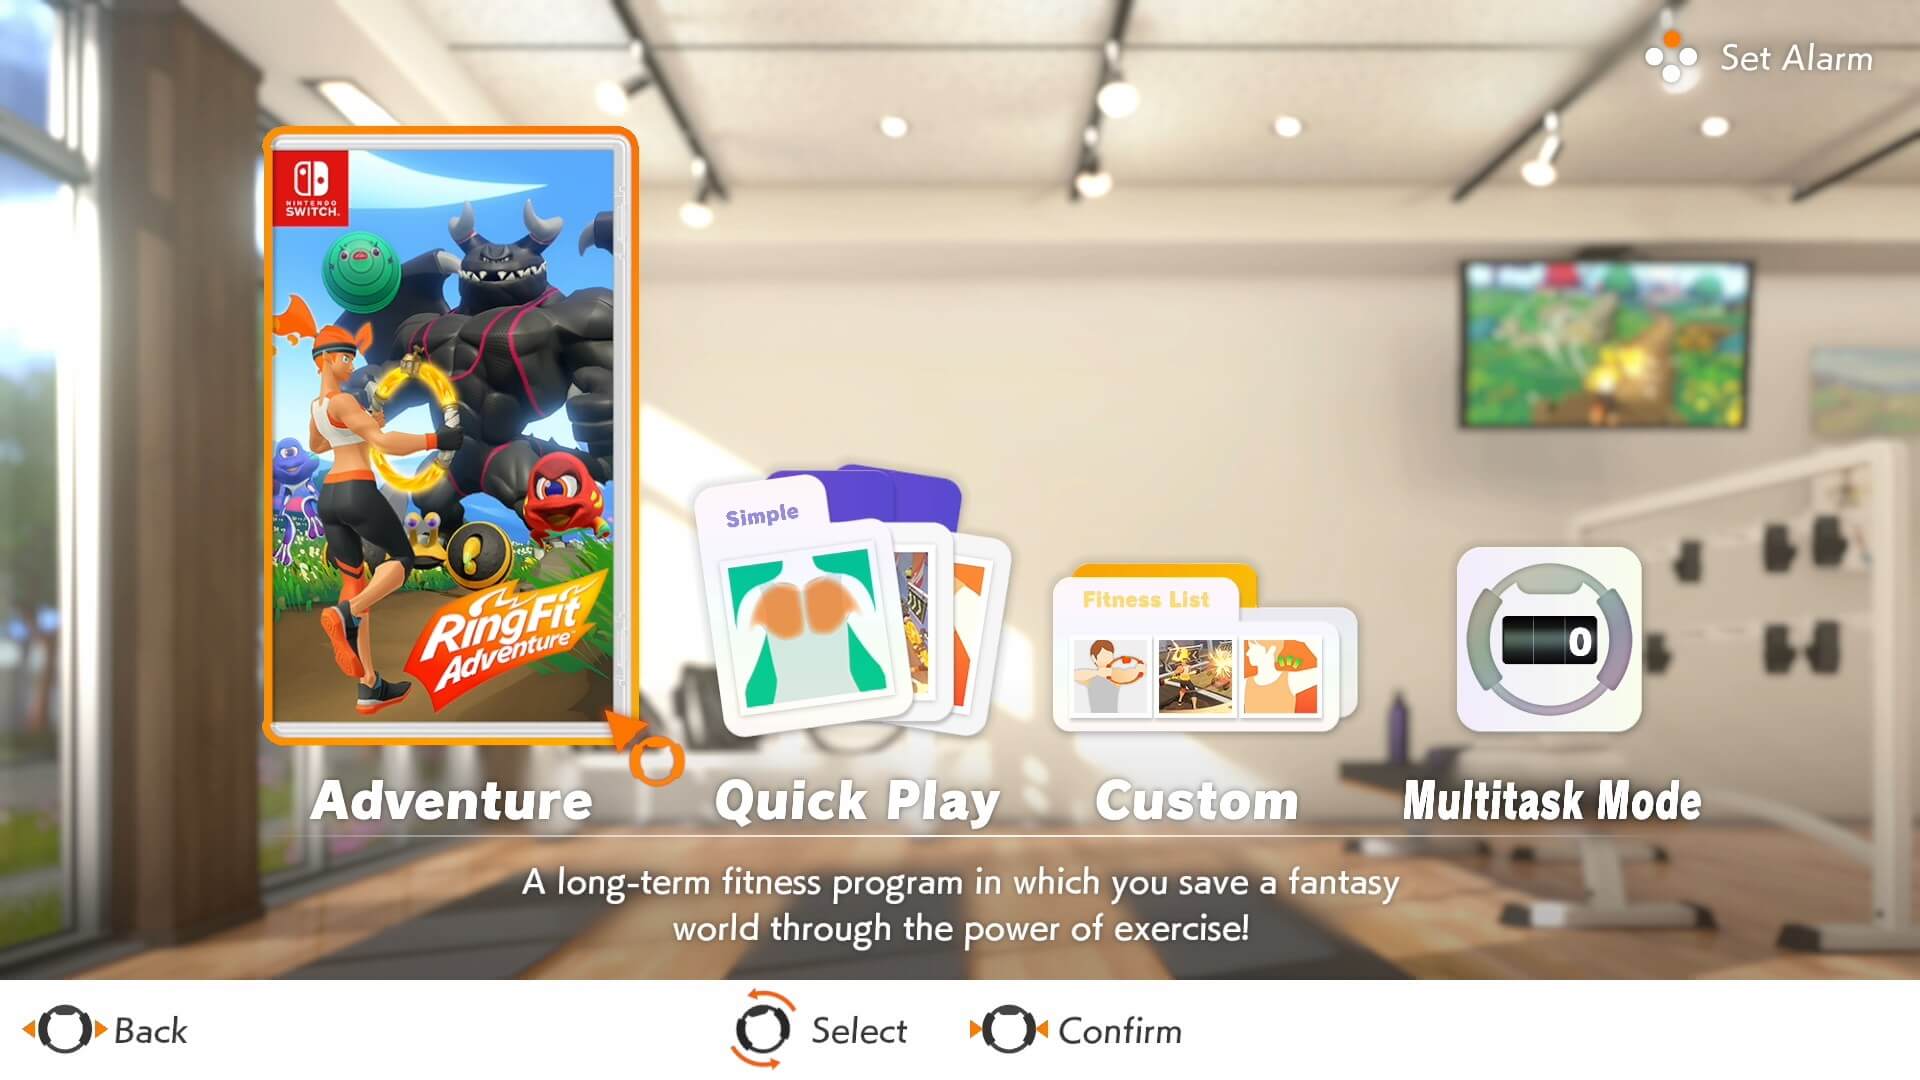 Set Alarm
NINTENDO
SWITCH.
RingFit
Adventure™
Simple
Fitness List
0
Adventure
Quick Play
Custom
Multitask Mode
A long-term fitness program in which you save a fantasy
world through the power of exercise!
Back
Select
Confirm